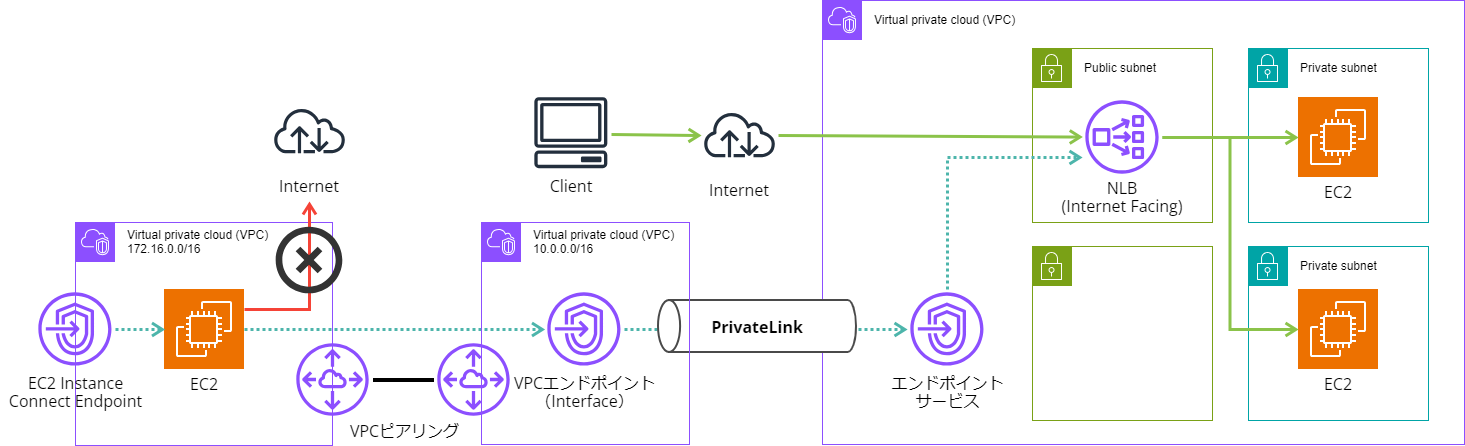 Virtual private cloud (VPC)
Public subnet
Private subnet
Internet
Client
Internet
NLB
(Internet Facing)
EC2
Virtual private cloud (VPC)
172.16.0.0/16
Virtual private cloud (VPC)
10.0.0.0/16
Private subnet
PrivateLink
EC2 Instance
Connect Endpoint
EC2
VPCエンドポイント
（Interface）
エンドポイント
サービス
EC2
VPCピアリング